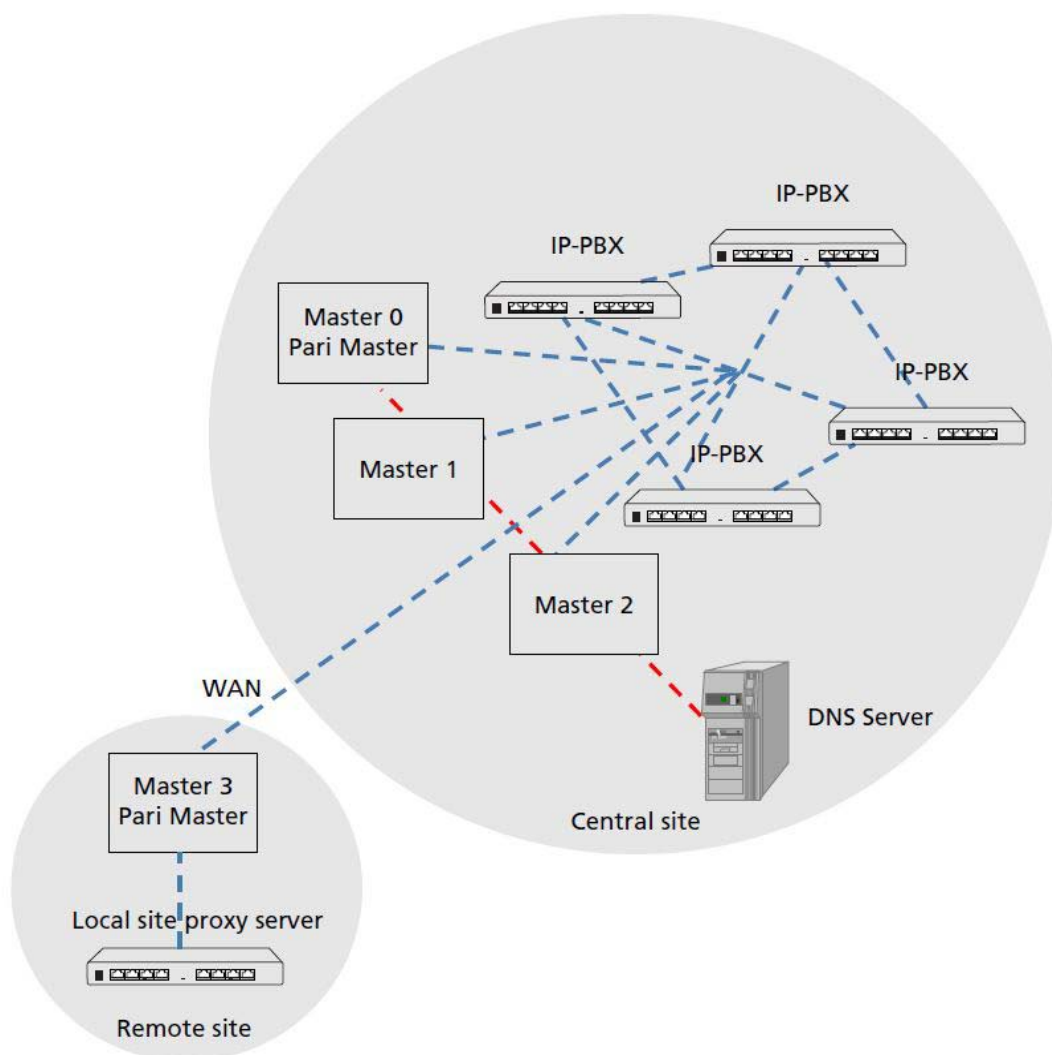 IP-PBX
IP-PBX
Master 0
Pari Master
IP-PBX
Master 1
IP-PBX
Master 2
WAN
DNS Server
Master 3
Pari Master
Central site
Local site proxy server
Remote site